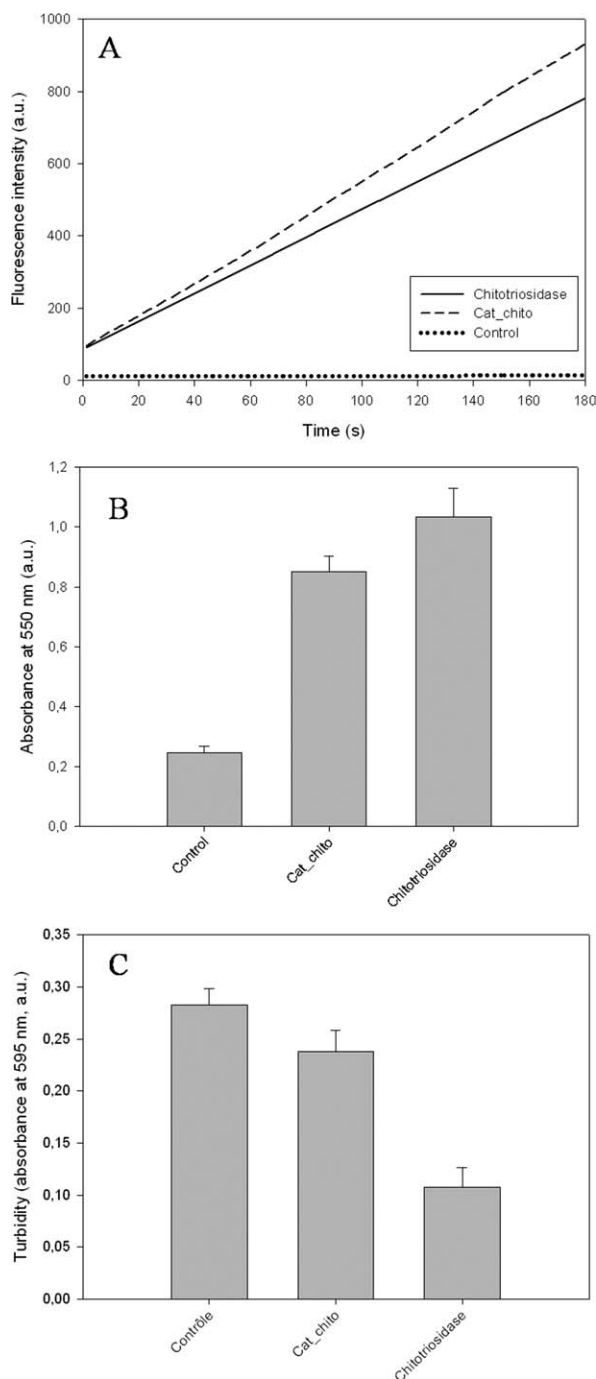 A
Fluorescence intensity (a.u.)
1000
800
600
400
200
0
Chitotriosidase
Cat_chito
Control
0 20 40 60 80 100 120 140 160 180
Time (s)
B
Absorbance at 550 nm (a.u.)
1,2
1,0
0,8
0,6
0,4
0,2
0,0
Control
Cat_chito
Chitotriosidase
C
Turbidity (absorbance at 595 nm, a.u.)
0,35
0,30
0,25
0,20
0,15
0,10
0,05
0,00
Contrôle
Cat_chito
Chitotriosidase